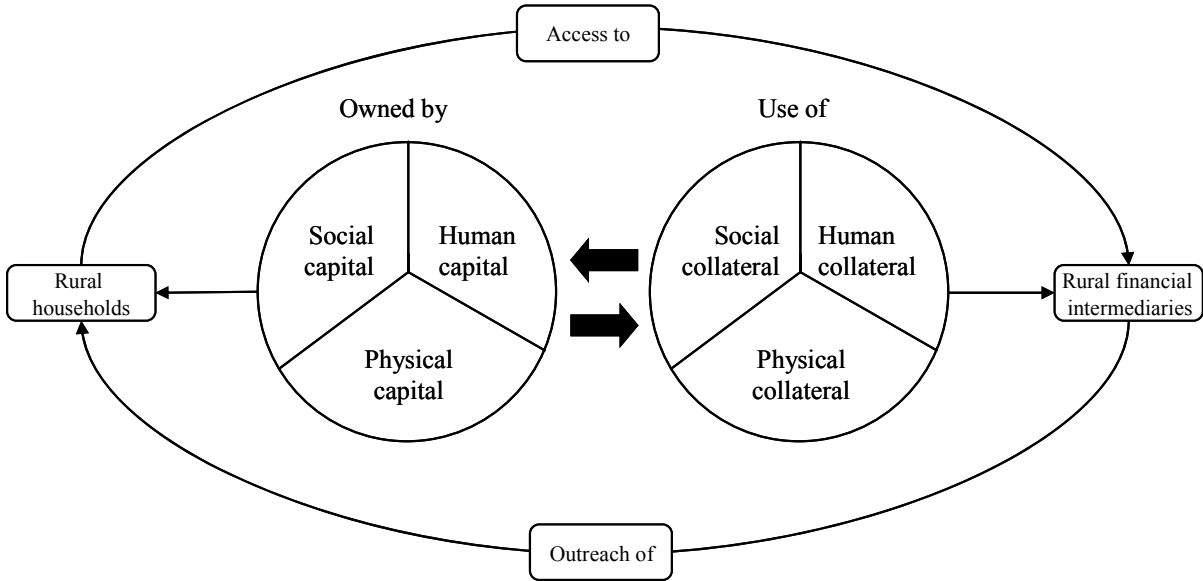 Access to
Owned by
Use of
Social
capital
Human
capital
Physical
capital
Social
collateral
Human
collateral
Physical
collateral
Rural
households
Rural financial
intermediaries
Outreach of